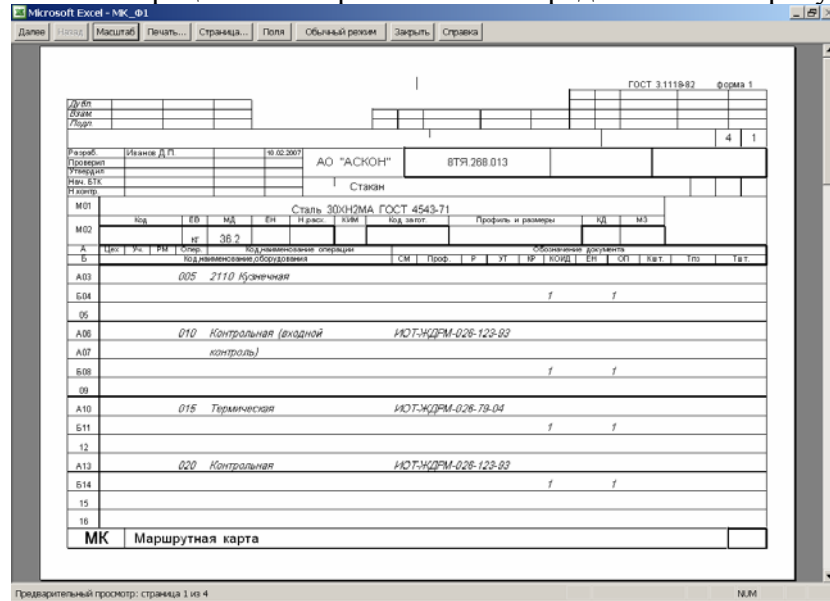 Microsoft Excel - МК_Ф1
Далее Назад Масштаб Печать... Страница... Поля Обычный режим Закрыть Справка
ГОСТ 3.1118-82 форма 1
Дубл.
Взам.
Подл.
4 1
Разраб. Иванов Д.П. 10.02.2007
Проверил АО "АСКОН" 8ТЯ.268.013
Утвердил
Нач. БТК Стакан
Н.контр.
М01 Сталь 30ХН2МА ГОСТ 4543-71
Код ЕВ МД ЕН Н.расх. КИМ Код загот. Профиль и размеры КД МЗ
М02 кг 36.2
А Цех Уч. РМ Опер. Код,наименование операции Обозначение документа
Б Код,наименование,оборудования СМ Проф. Р УТ КР КОИД ЕН ОП Кшт. Тпз Тшт.
А03 005 2110 Кузнечная
Б04 1 1
05
А06 010 Контрольная (входной ИОТ-ЖДРМ-026-123-93
А07 контроль)
Б08 1 1
09
А10 015 Термическая ИОТ-ЖДРМ-026-79-04
Б11 1 1
12
А13 020 Контрольная ИОТ-ЖДРМ-026-123-93
Б14 1 1
15
16
МК Маршрутная карта
Предварительный просмотр: страница 1 из 4 NUM